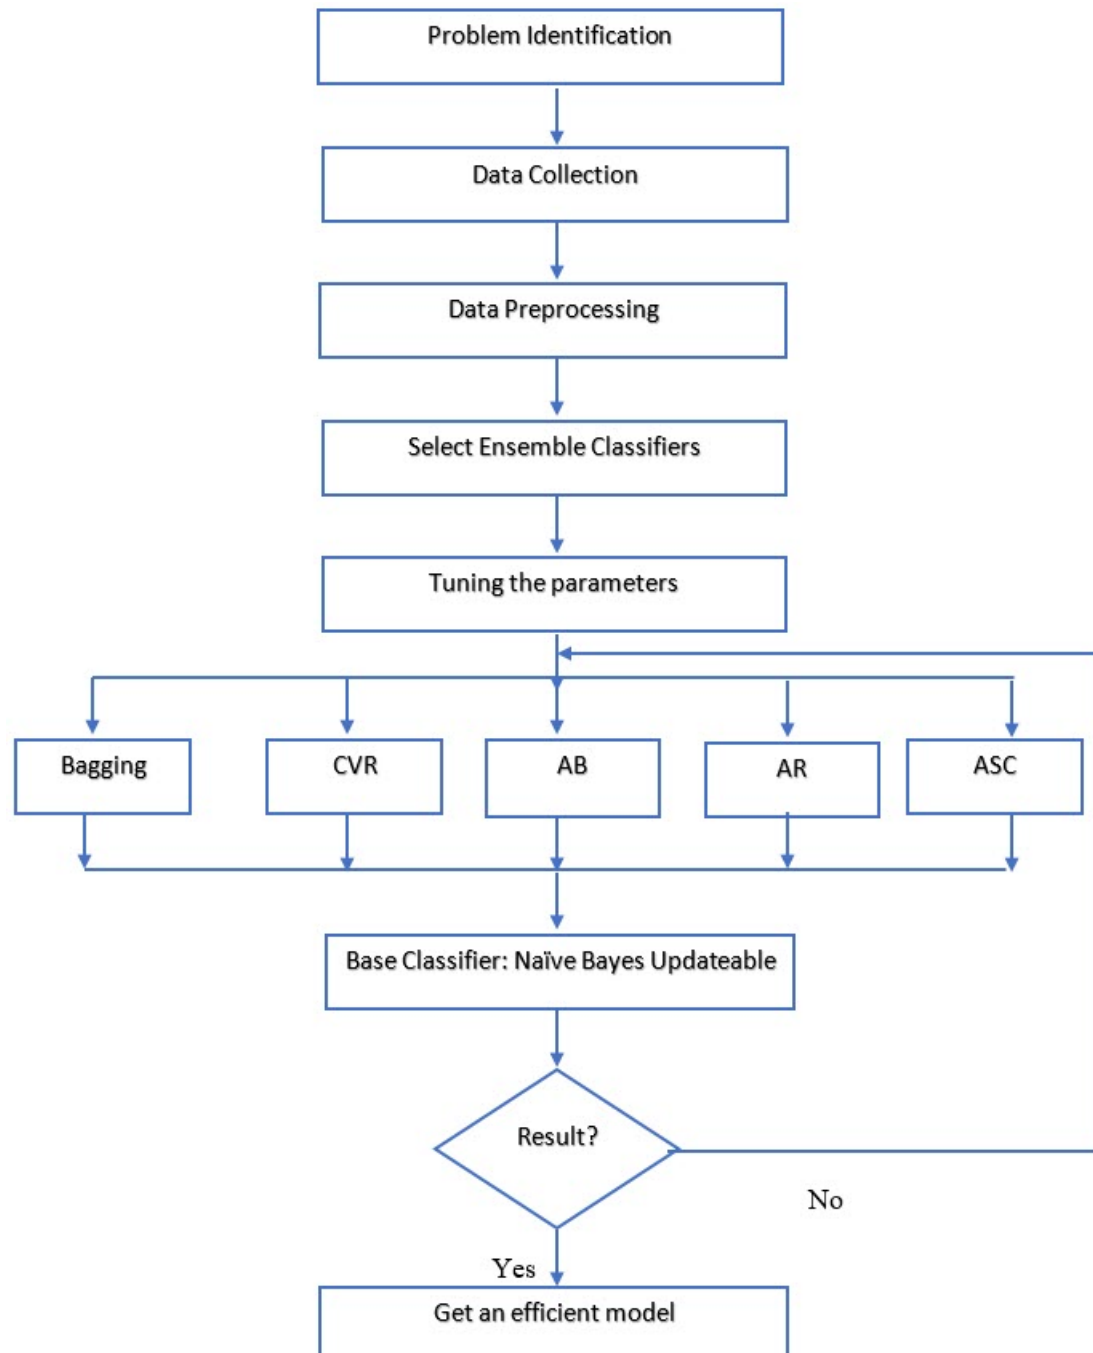 Problem Identification
Data Collection
Data Preprocessing
Select Ensemble Classifiers
Tuning the parameters
Bagging
CVR
AB
AR
ASC
Base Classifier: Naïve Bayes Updateable
Result?
No
Yes
Get an efficient model